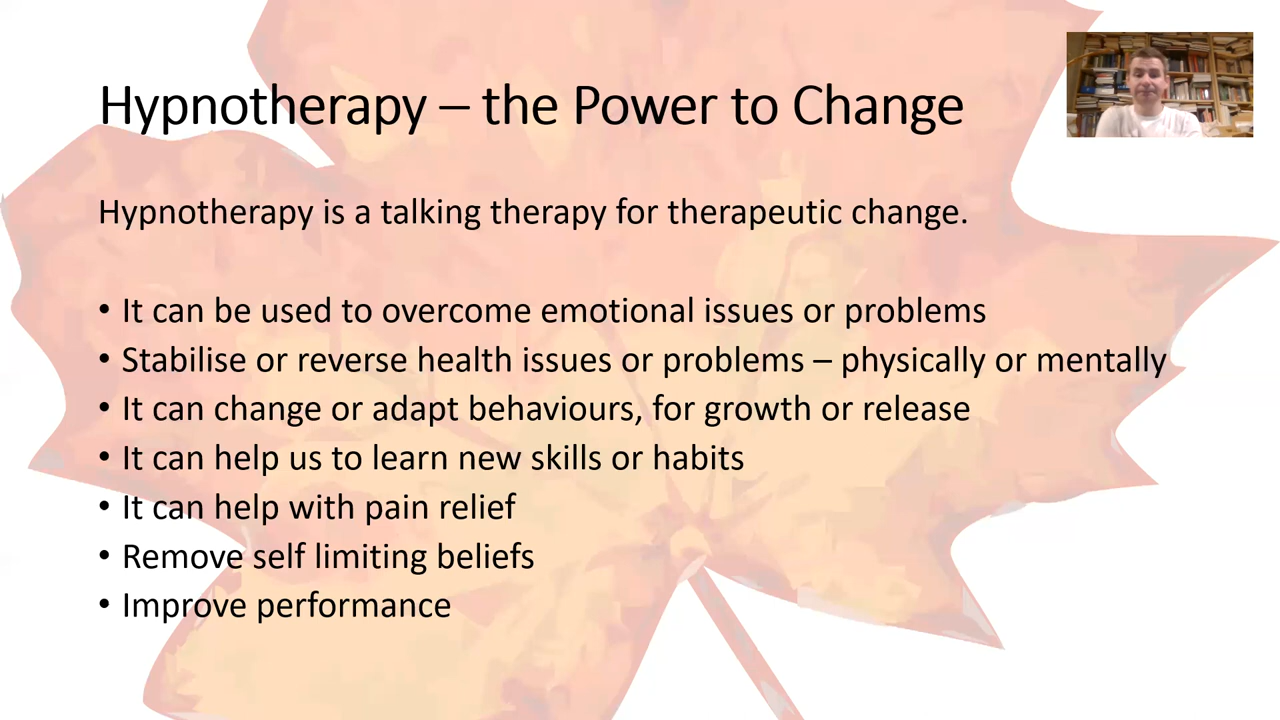 Hypnotherapy – the Power to Change
Hypnotherapy is a talking therapy for therapeutic change.
• It can be used to overcome emotional issues or problems
• Stabilise or reverse health issues or problems – physically or mentally
• It can change or adapt behaviours, for growth or release
• It can help us to learn new skills or habits
• It can help with pain relief
• Remove self limiting beliefs
• Improve performance